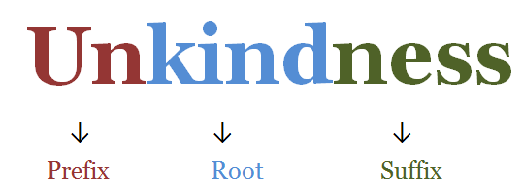 Unkindness
↓ ↓ ↓
Prefix Root Suffix